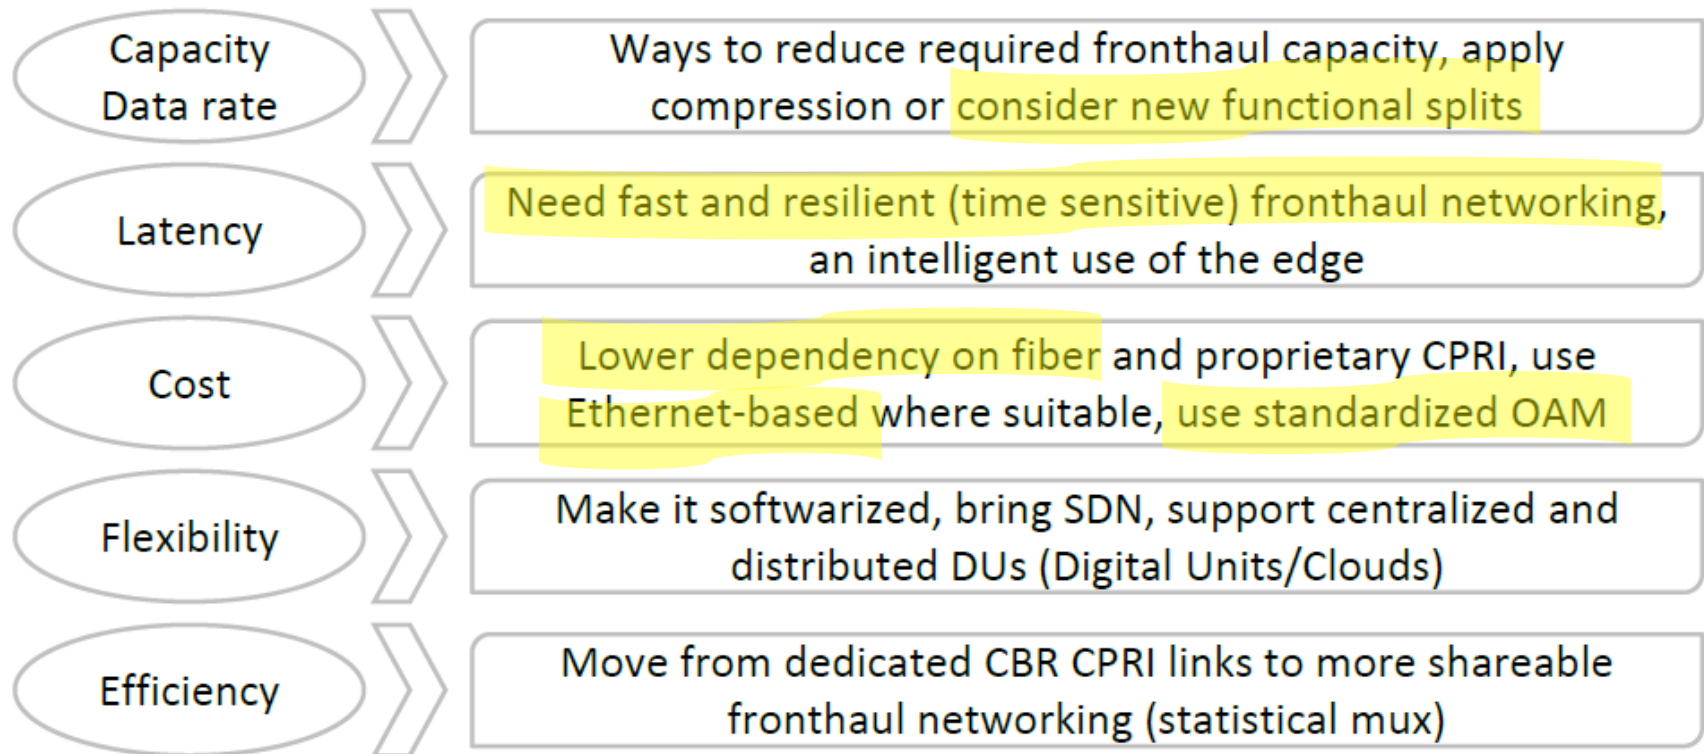 Capacity
Data rate
Ways to reduce required fronthaul capacity, apply
compression or consider new functional splits
Latency
Need fast and resilient (time sensitive) fronthaul networking,
an intelligent use of the edge
Cost
Lower dependency on fiber and proprietary CPRI, use
Ethernet-based where suitable, use standardized OAM
Flexibility
Make it softwarized, bring SDN, support centralized and
distributed DUs (Digital Units/Clouds)
Efficiency
Move from dedicated CBR CPRI links to more shareable
fronthaul networking (statistical mux)